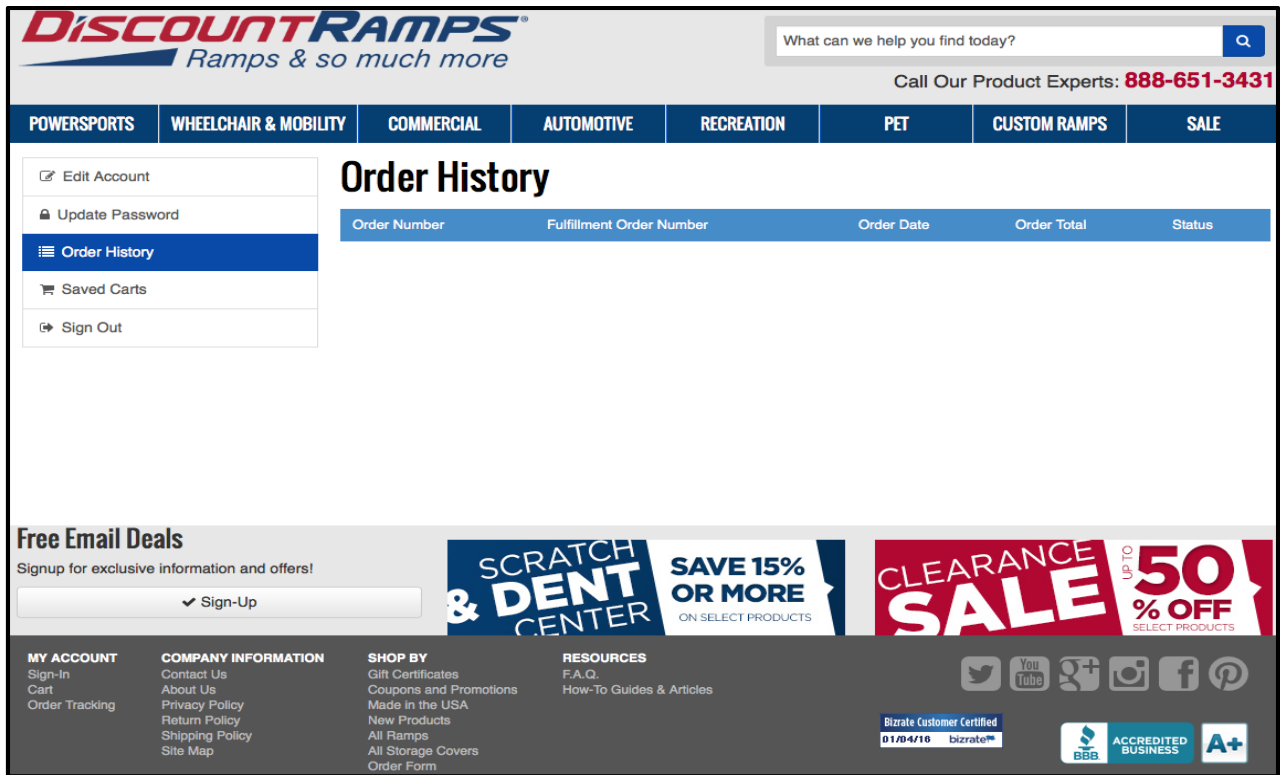 DiscountRamps®
Ramps & so much more
What can we help you find today?
Call Our Product Experts: 888-651-3431
POWERSPORTS WHEELCHAIR & MOBILITY COMMERCIAL AUTOMOTIVE RECREATION PET CUSTOM RAMPS SALE
Edit Account
Update Password
Order History
Saved Carts
Sign Out
Order History
Order Number Fulfillment Order Number Order Date Order Total Status
Free Email Deals
Signup for exclusive information and offers!
Sign-Up
SCRATCH
& DENT
CENTER
SAVE 15%
OR MORE
ON SELECT PRODUCTS
CLEARANCE
SALE
UP TO
50
% OFF
SELECT PRODUCTS
MY ACCOUNT
Sign-In
Cart
Order Tracking
COMPANY INFORMATION
Contact Us
About Us
Privacy Policy
Return Policy
Shipping Policy
Site Map
SHOP BY
Gift Certificates
Coupons and Promotions
Made in the USA
New Products
All Ramps
All Storage Covers
Order Form
RESOURCES
F.A.Q.
How-To Guides & Articles
You
Tube
g+
f
Bizrate Customer Certified
01/04/16 bizrate
BBB.
ACCREDITED
BUSINESS
A+